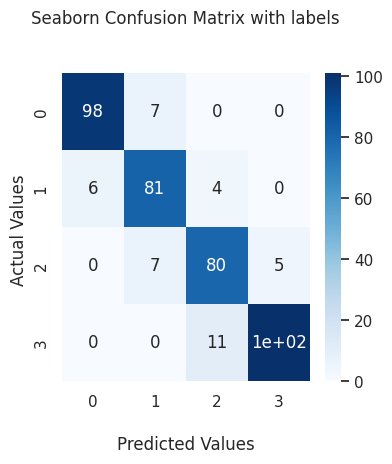 Seaborn Confusion Matrix with labels
98 7 0 0
6 81 4 0
0 7 80 5
0 0 11 1e+02
0 1 2 3
0
1
2
3
Actual Values
Predicted Values
100
80
60
40
20
0